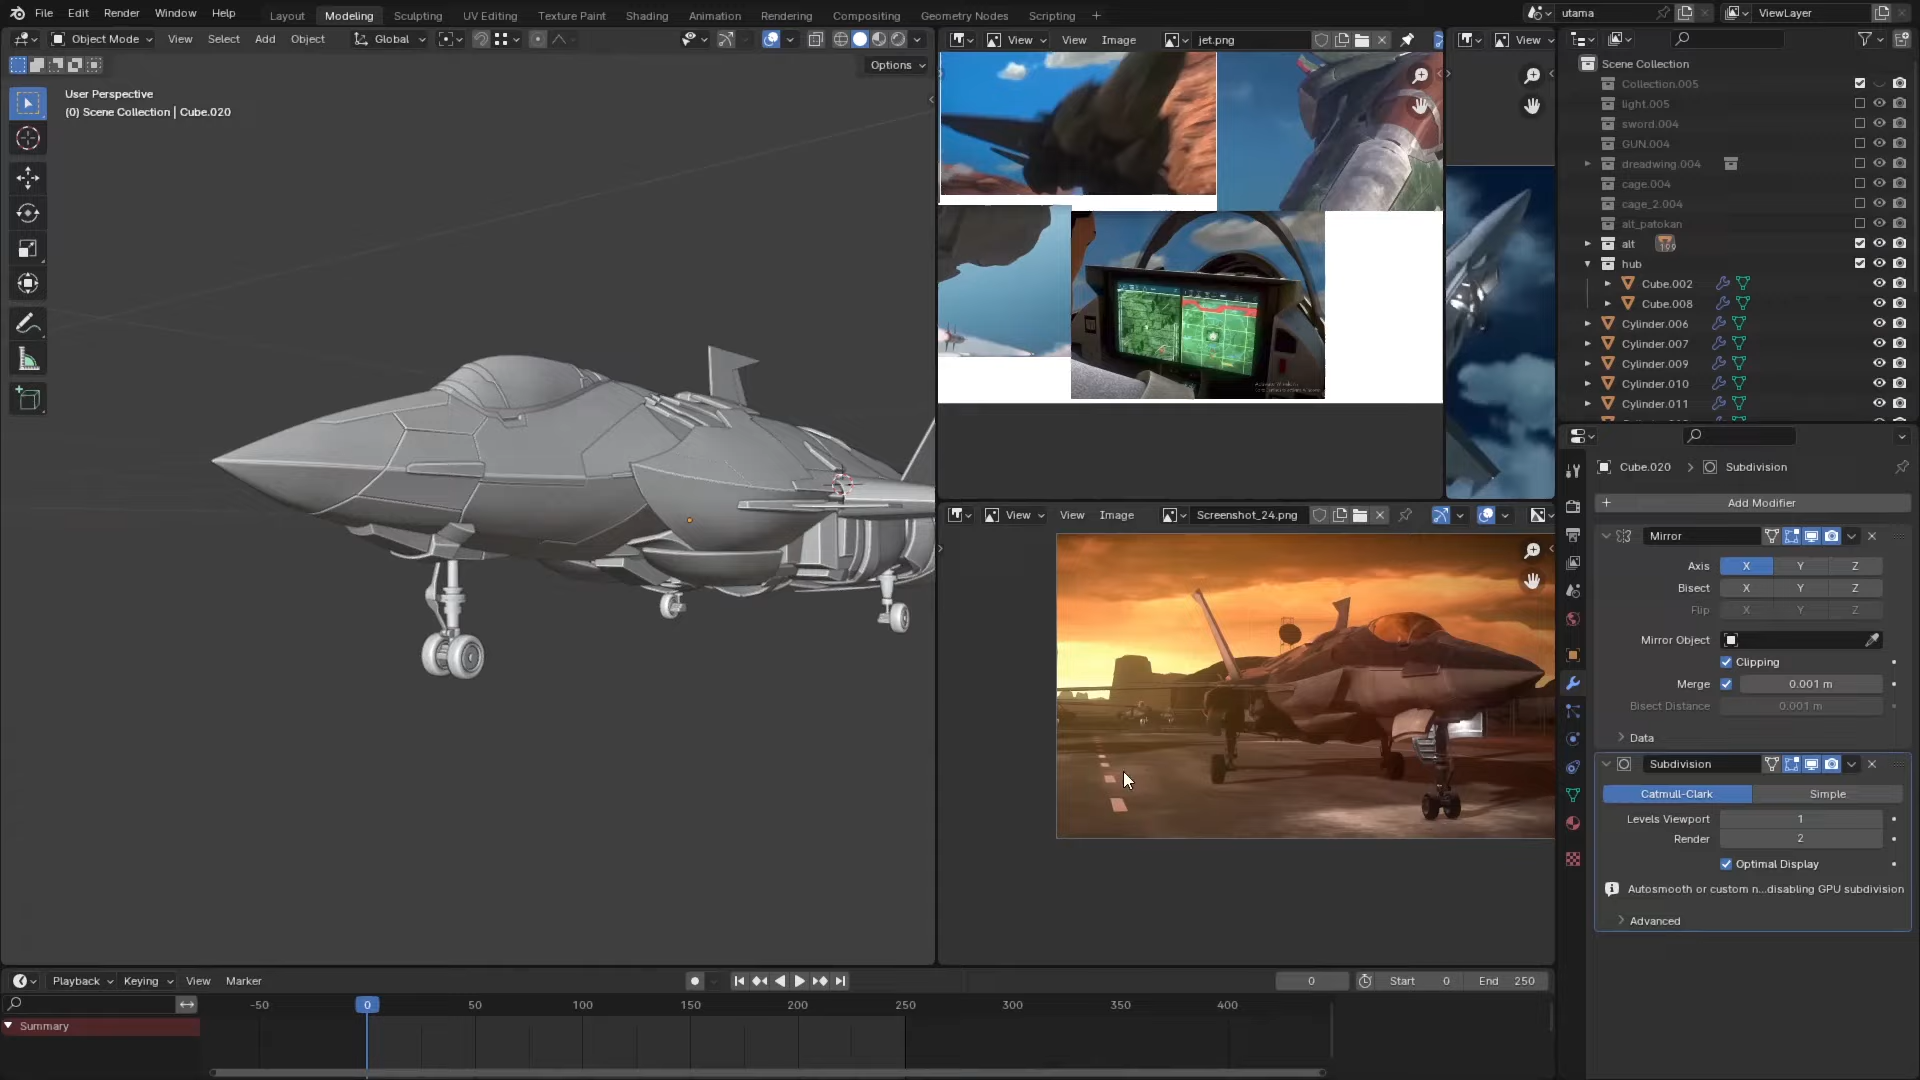 File Edit Render Window Help
Layout Modeling Sculpting UV Editing Texture Paint Shading Animation Rendering Compositing Geometry Nodes Scripting +
utama
ViewLayer
Object Mode View Select Add Object Global
Options
User Perspective
(0) Scene Collection | Cube.020
View View Image jet.png
View
Scene Collection
Collection.005
light.005
sword.004
GUN.004
dreadwing.004
cage.004
cage_2.004
alt_patokan
alt 199
hub
Cube.002
Cube.008
Cylinder.006
Cylinder.007
Cylinder.009
Cylinder.010
Cylinder.011
Cube.020 Subdivision
+ Add Modifier
Mirror
Axis X Y Z
Bisect X Y Z
Flip X Y Z
Mirror Object
Clipping
Merge 0.001 m
Bisect Distance 0.001 m
Data
Subdivision
Catmull-Clark Simple
Levels Viewport 1
Render 2
Optimal Display
Autosmooth or custom n...disabling GPU subdivision
Advanced
View View Image Screenshot_24.png
Playback Keying View Marker
0 Start 0 End 250
-50 0 50 100 150 200 250 300 350 400
Summary